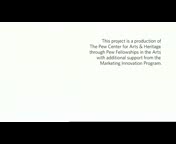 This project is a production of
The Pew Center for Arts & Heritage
through Pew Fellowships in the Arts
with additional support from the
Marketing Innovation Program.